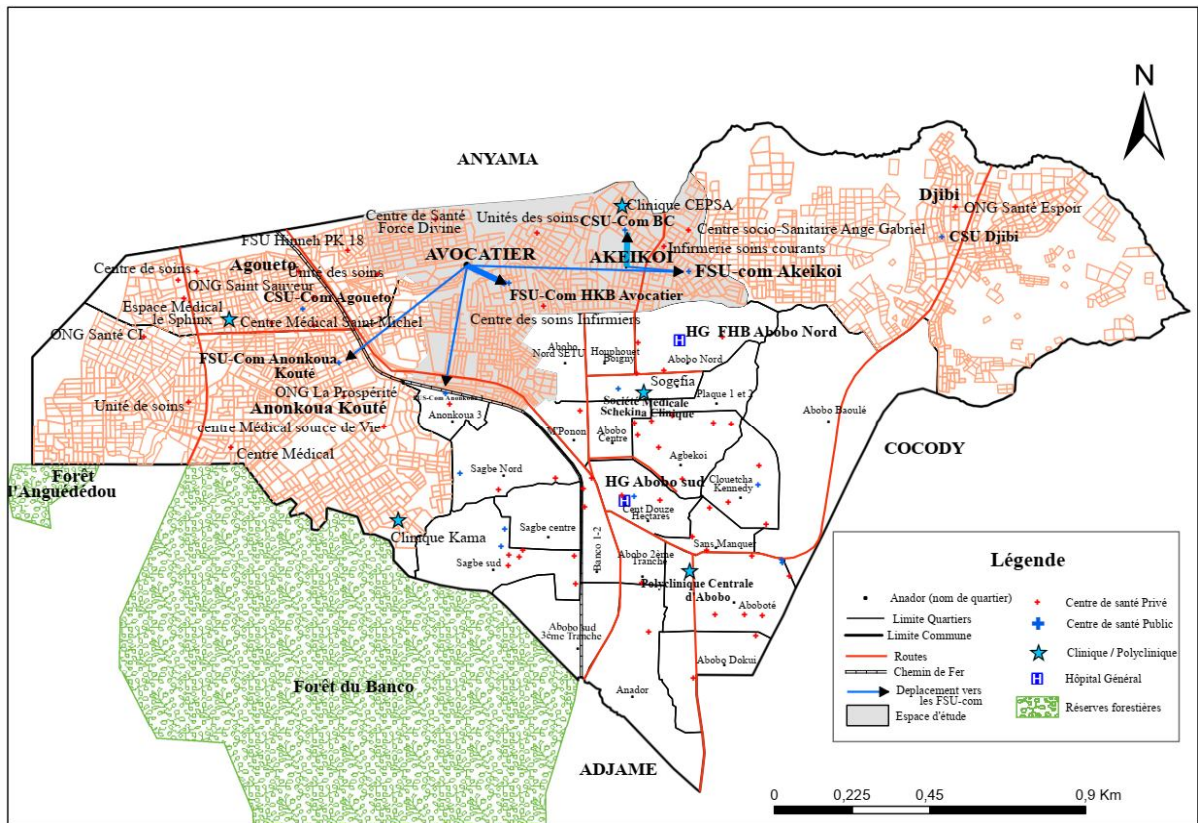 N
ANYAMA
Clinique CEPSA
Unités des soins
CSU-Com BC
Centre de Santé
Force Divine
Centre socio-Sanitaire Ange Gabriel
Djibi
ONG Santé Espoir
CSU Djibi
FSU Hinneh PK 18
AVOCATIER
AKEIKOI
Infirmerie soins courants
FSU-com Akeikoi
Centre de soins
Agoueto
Unite des soins
ONG Saint Sauveur
CSU-Com Agoueto
FSU-Com HKB Avocatier
Espace Médical
le Sphinx
Centre Médical Saint Michel
Centre des soins Infirmiers
ONG Santé CI
HG FHB Abobo Nord
Abobo
Nord SETU
Houphouet
Boigny
Abobo Nord
FSU-Com Anonkoua
Kouté
ONG La Prospérité
Sogefia
Plaque 1 et 2
Unité de soins
Anonkoua Kouté
Anonkoua 3
Société Médicale
Schekina Clinique
Abobo Baoulé
centre Médical source de Vie
M'Ponon
Abobo
Centre
Centre Médical
Agbekoi
COCODY
Forêt
l'Anguédédou
Sagbe Nord
HG Abobo sud
Clouetcha
Kennedy
Cent Douze
Hectares
Clinique Kama
Sagbe centre
Sans Manquer
Banco 1-2
Sagbe sud
Abobo 2ème
Tranche
Polyclinique Centrale
d'Abobo
Aboboté
Abobo sud
3ème Tranche
Abobo Dokui
Forêt du Banco
Anador
ADJAME
Légende
Anador (nom de quartier)
Limite Quartiers
Limite Commune
Routes
Chemin de Fer
Deplacement vers
les FSU-com
Espace d'étude
Centre de santé Privé
Centre de santé Public
Clinique / Polyclinique
H Hôpital Général
Réserves forestières
0 0,225 0,45 0,9 Km